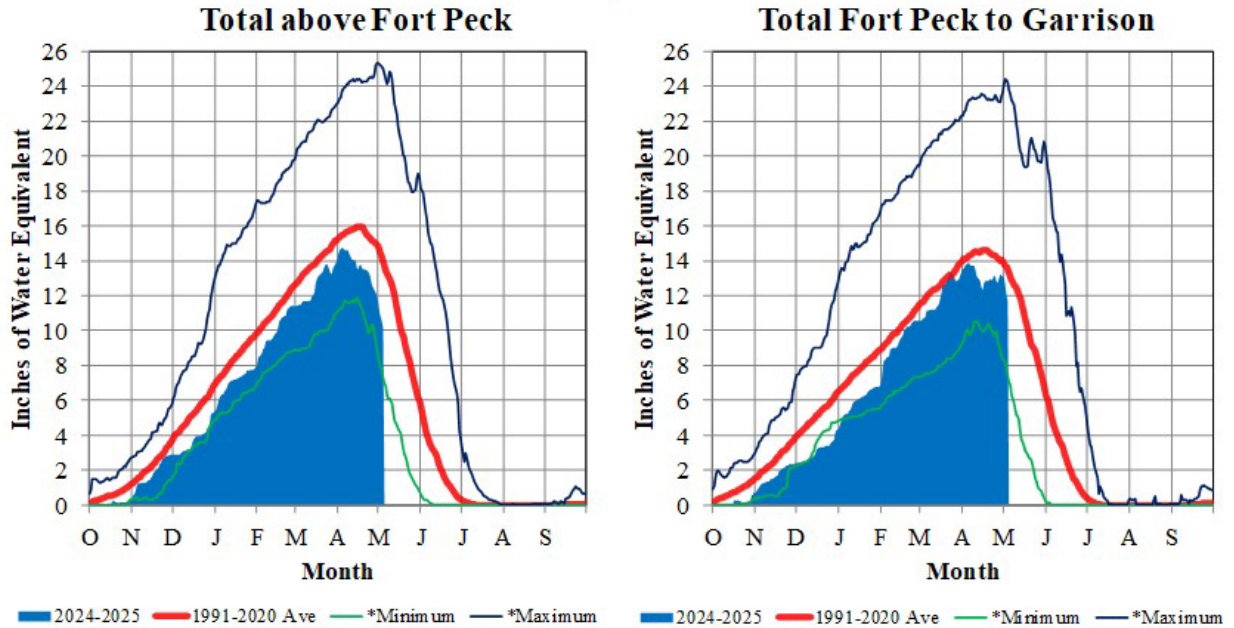 Total above Fort Peck
Inches of Water Equivalent
26
24
22
20
18
16
14
12
10
8
6
4
2
0
O N D J F M A M J J A S
Month
2024-2025 1991-2020 Ave *Minimum *Maximum
Total Fort Peck to Garrison
Inches of Water Equivalent
26
24
22
20
18
16
14
12
10
8
6
4
2
0
O N D J F M A M J J A S
Month
2024-2025 1991-2020 Ave *Minimum *Maximum